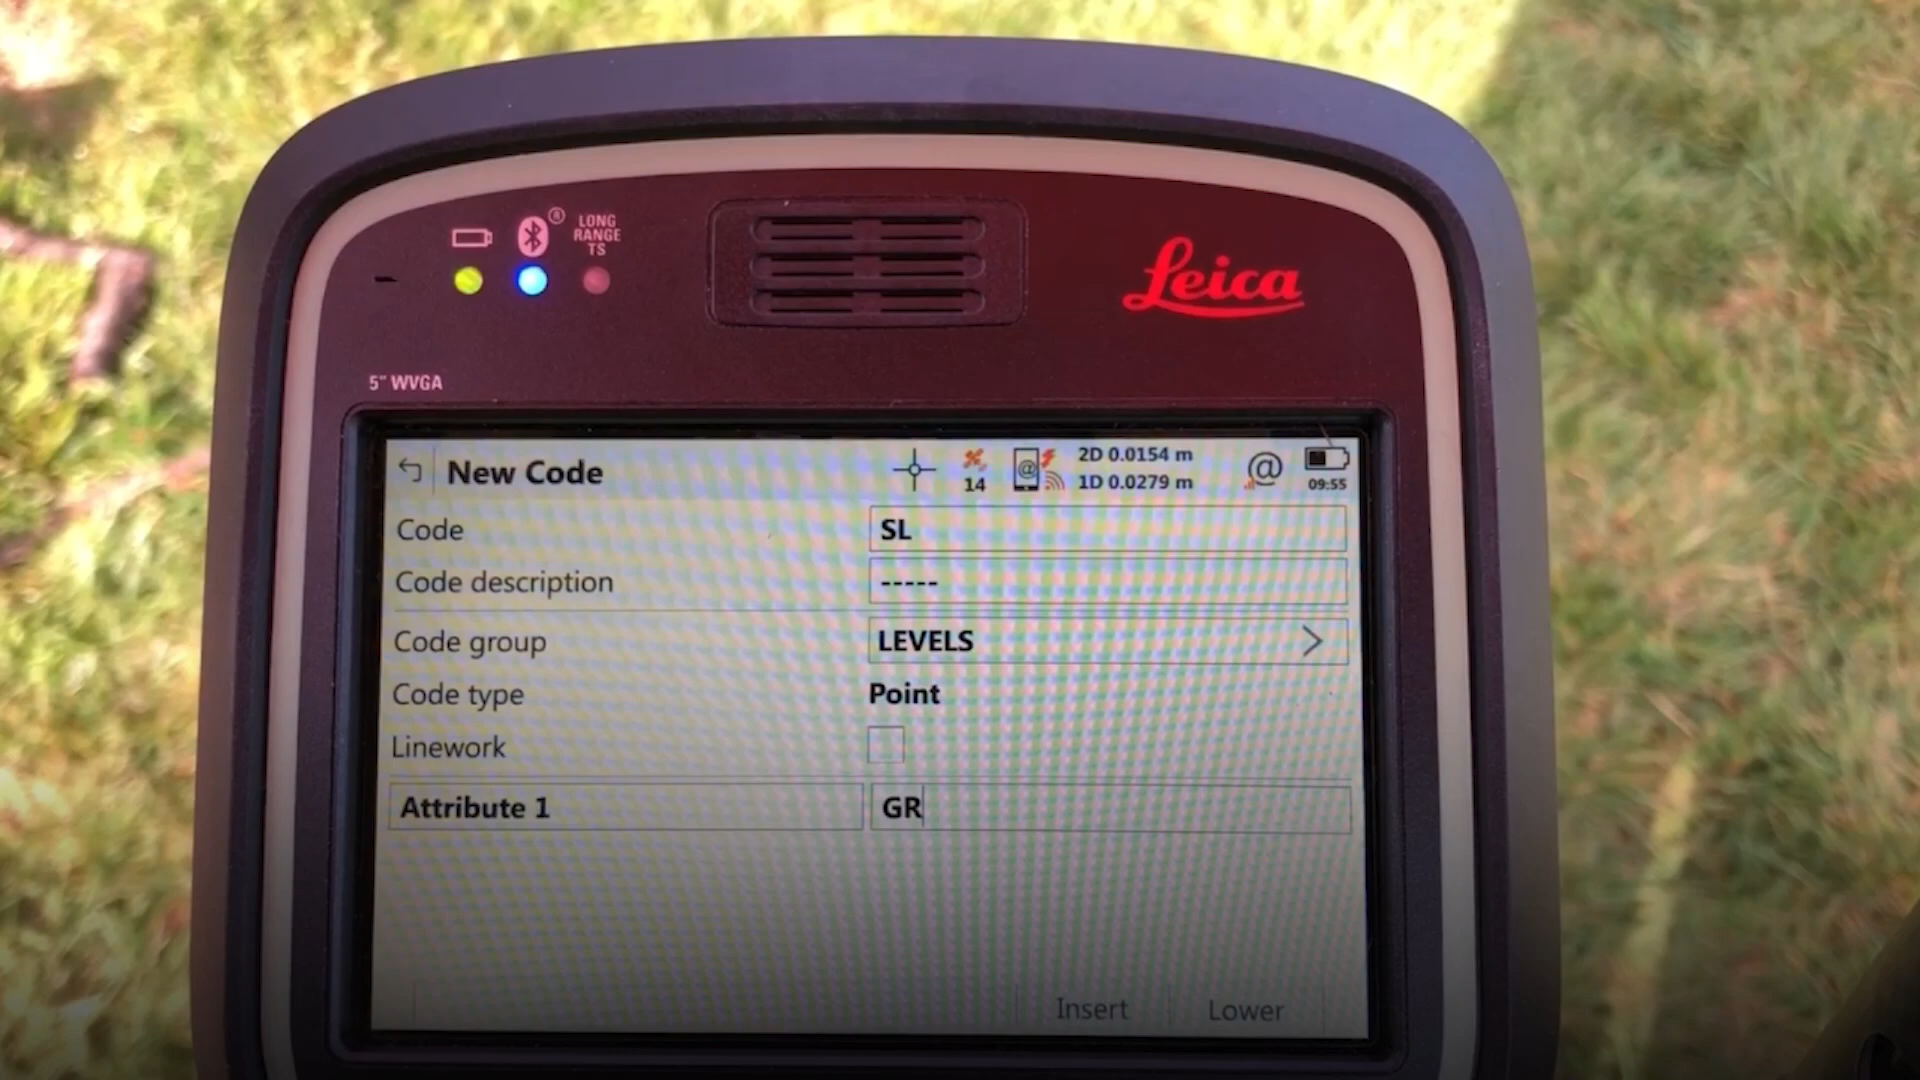 ®
LONG
RANGE
TS
Leica
5" WVGA
New Code
14
@
2D 0.0154 m
1D 0.0279 m
@
09:55
Code SL
Code description -----
Code group LEVELS
Code type Point
Linework
Attribute 1 GR
Insert Lower